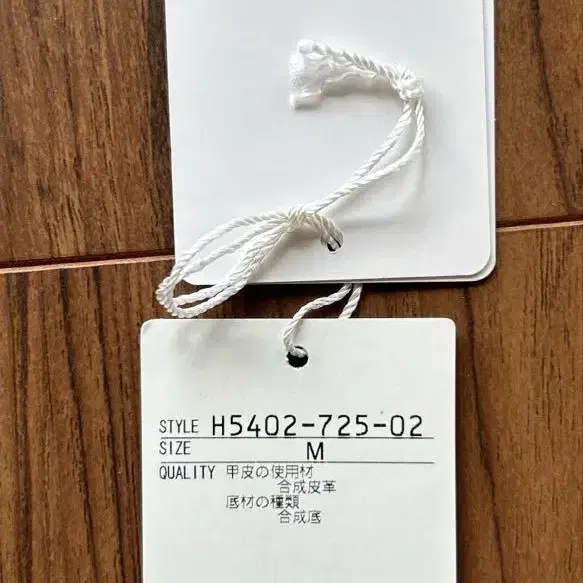 STYLE H5402-725-02
SIZE M
QUALITY 甲皮の使用材
合成皮革
底材の種類
合成底